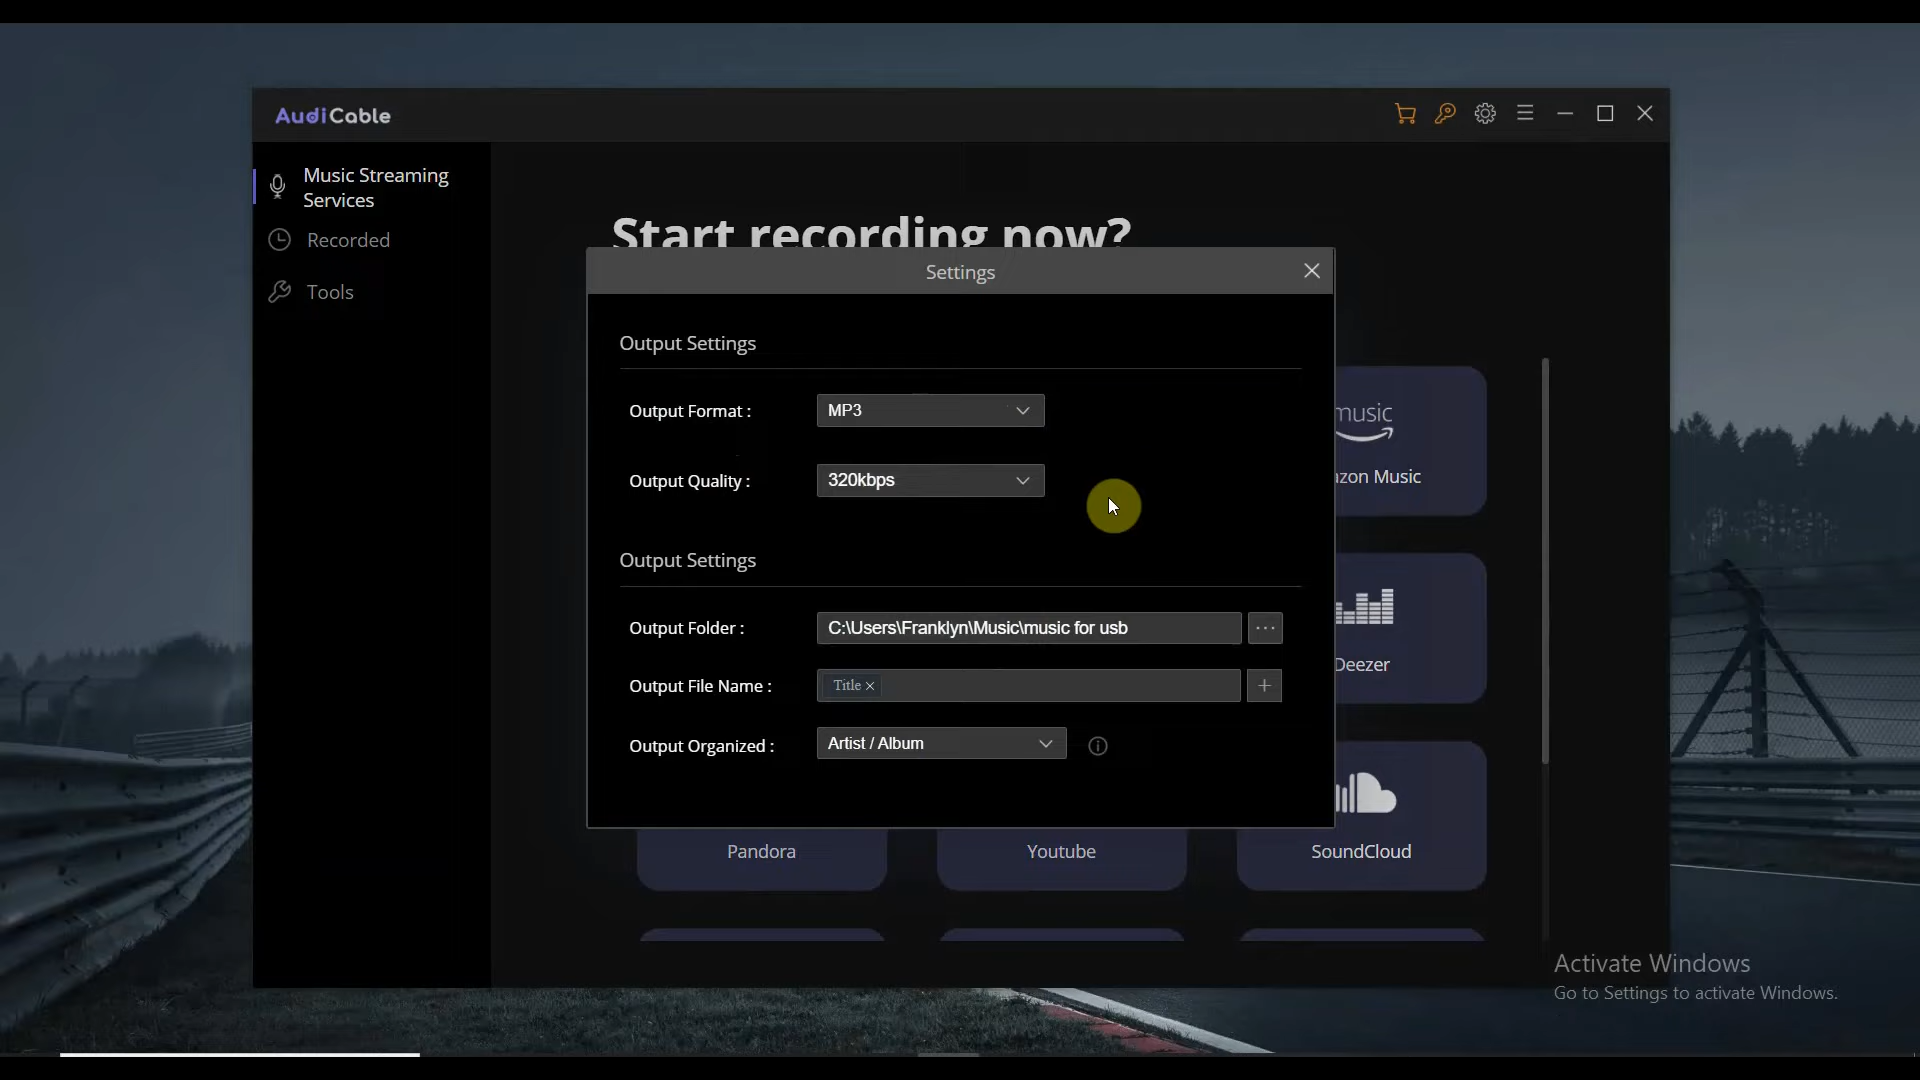 AudiCable
Music Streaming
Services
Recorded
Tools
Start recording now?
Settings
Output Settings
Output Format :
MP3
Output Quality :
320kbps
Output Settings
Output Folder :
C:\Users\Franklyn\Music\music for usb
...
Output File Name :
Title ×
+
Output Organized :
Artist / Album
music
zon Music
Deezer
Pandora
Youtube
SoundCloud
Activate Windows
Go to Settings to activate Windows.